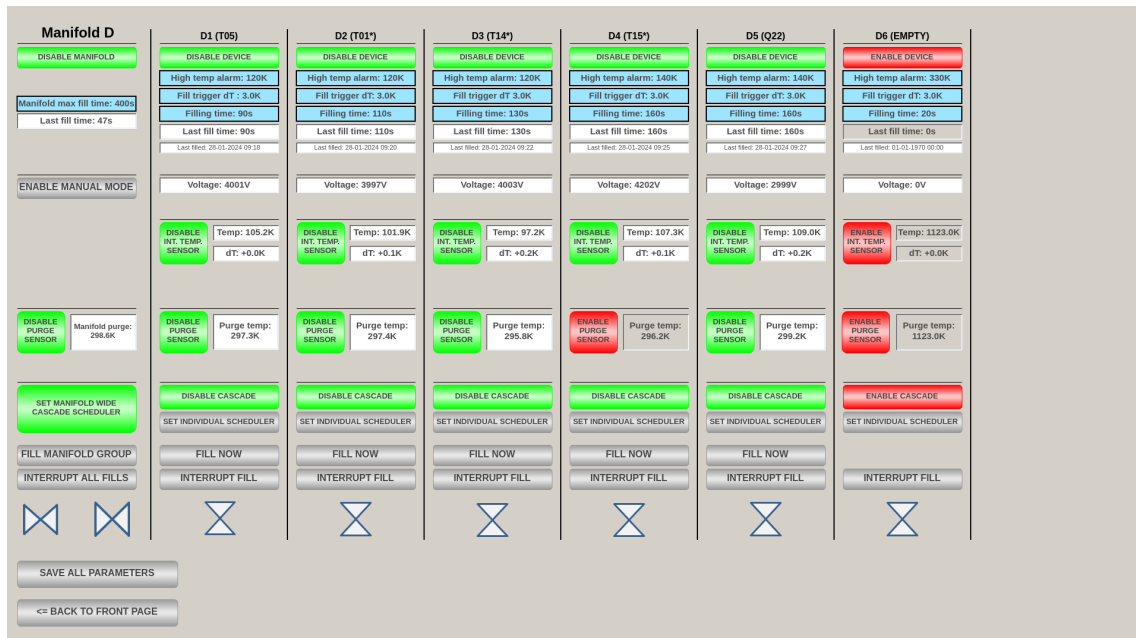 Manifold D
D1 (T05)
D2 (T01*)
D3 (T14*)
D4 (T15*)
D5 (Q22)
D6 (EMPTY)
DISABLE MANIFOLD
DISABLE DEVICE
DISABLE DEVICE
DISABLE DEVICE
DISABLE DEVICE
DISABLE DEVICE
ENABLE DEVICE
High temp alarm: 120K
High temp alarm: 120K
High temp alarm: 120K
High temp alarm: 140K
High temp alarm: 140K
High temp alarm: 330K
Manifold max fill time: 400s
Fill trigger dT : 3.0K
Fill trigger dT: 3.0K
Fill trigger dT: 3.0K
Fill trigger dT: 3.0K
Fill trigger dT: 3.0K
Fill trigger dT: 3.0K
Last fill time: 47s
Filling time: 90s
Filling time: 110s
Filling time: 130s
Filling time: 160s
Filling time: 160s
Filling time: 20s
Last fill time: 90s
Last fill time: 110s
Last fill time: 130s
Last fill time: 160s
Last fill time: 160s
Last fill time: 0s
Last filled: 28-01-2024 09:18
Last filled: 28-01-2024 09:20
Last filled: 28-01-2024 09:22
Last filled: 28-01-2024 09:25
Last filled: 28-01-2024 09:27
Last filled: 01-01-1970 00:00
ENABLE MANUAL MODE
Voltage: 4001V
Voltage: 3997V
Voltage: 4003V
Voltage: 4202V
Voltage: 2999V
Voltage: 0V
DISABLE
INT. TEMP.
SENSOR
Temp: 105.2K
dT: +0.0K
DISABLE
INT. TEMP.
SENSOR
Temp: 101.9K
dT: +0.1K
DISABLE
INT. TEMP.
SENSOR
Temp: 97.2K
dT: +0.2K
DISABLE
INT. TEMP.
SENSOR
Temp: 107.3K
dT: +0.1K
DISABLE
INT. TEMP.
SENSOR
Temp: 109.0K
dT: +0.2K
ENABLE
INT. TEMP.
SENSOR
Temp: 1123.0K
dT: +0.0K
DISABLE
PURGE
SENSOR
Manifold purge:
298.6K
DISABLE
PURGE
SENSOR
Purge temp:
297.3K
DISABLE
PURGE
SENSOR
Purge temp:
297.4K
DISABLE
PURGE
SENSOR
Purge temp:
295.8K
ENABLE
PURGE
SENSOR
Purge temp:
296.2K
DISABLE
PURGE
SENSOR
Purge temp:
299.2K
ENABLE
PURGE
SENSOR
Purge temp:
1123.0K
SET MANIFOLD WIDE
CASCADE SCHEDULER
DISABLE CASCADE
DISABLE CASCADE
DISABLE CASCADE
DISABLE CASCADE
DISABLE CASCADE
ENABLE CASCADE
SET INDIVIDUAL SCHEDULER
SET INDIVIDUAL SCHEDULER
SET INDIVIDUAL SCHEDULER
SET INDIVIDUAL SCHEDULER
SET INDIVIDUAL SCHEDULER
SET INDIVIDUAL SCHEDULER
FILL MANIFOLD GROUP
FILL NOW
FILL NOW
FILL NOW
FILL NOW
FILL NOW
INTERRUPT ALL FILLS
INTERRUPT FILL
INTERRUPT FILL
INTERRUPT FILL
INTERRUPT FILL
INTERRUPT FILL
INTERRUPT FILL
SAVE ALL PARAMETERS
<= BACK TO FRONT PAGE